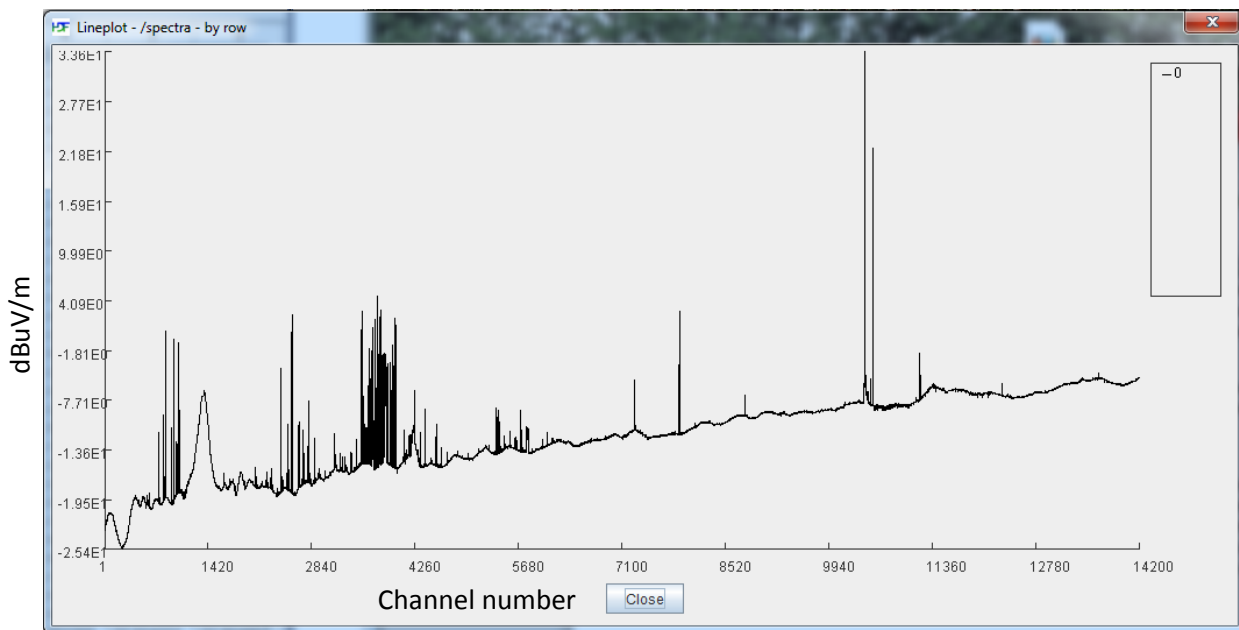 HDF Lineplot - /spectra - by row
x
3.36E1
0
2.77E1
2.18E1
1.59E1
9.99E0
4.09E0
dBuV/m
-1.81E0
-7.71E0
-1.36E1
-1.95E1
-2.54E1
1 1420 2840 4260 5680 7100 8520 9940 11360 12780 14200
Channel number
Close